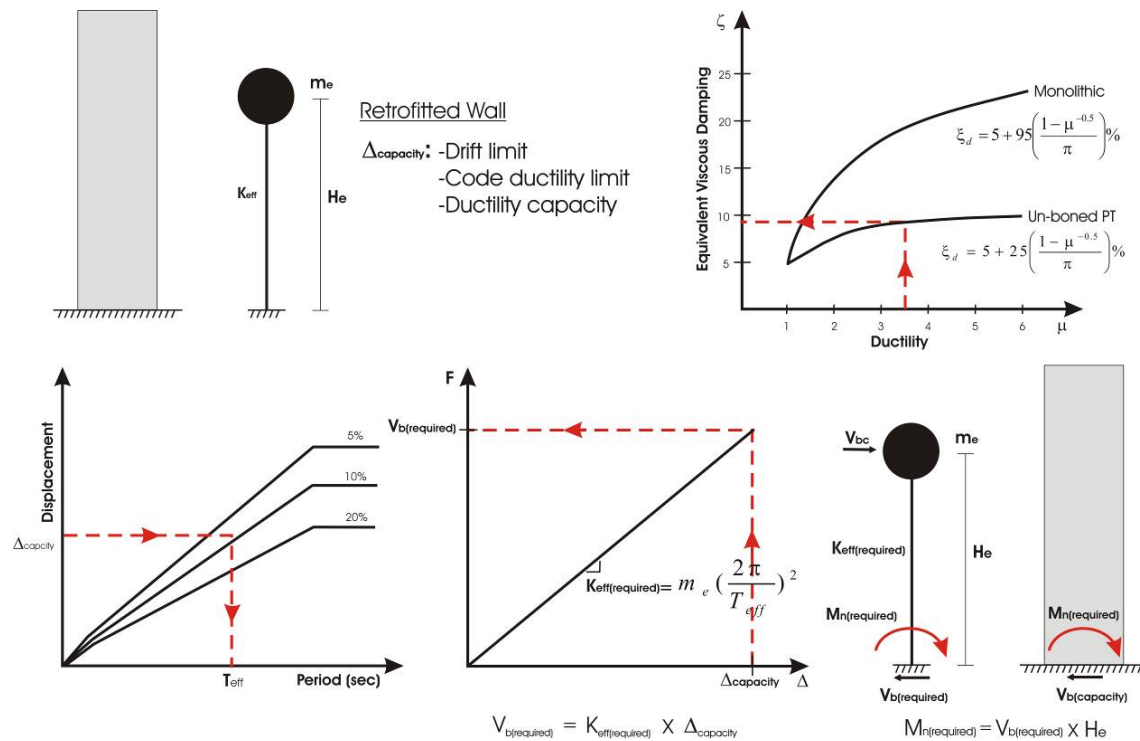 me
Keff
He
Retrofitted Wall
Δcapacity: -Drift limit
-Code ductility limit
-Ductility capacity
ζ
Equivalent Viscous Damping
25
20
15
10
5
Monolithic
ξd = 5 + 95(1 − μ^−0.5 / π)%
Un-boned PT
ξd = 5 + 25(1 − μ^−0.5 / π)%
1 2 3 4 5 6 μ
Ductility
Displacement
5%
10%
20%
Δcapcity
Teff
Period (sec)
F
Vb(required)
Keff(required)= me(2π / Teff)^2
Δcapacity Δ
Vb(required) = Keff(required) X Δcapacity
Vbc
me
Keff(required)
He
Mn(required)
Vb(required)
Mn(required)
Vb(capacity)
Mn(required) = Vb(required) X He